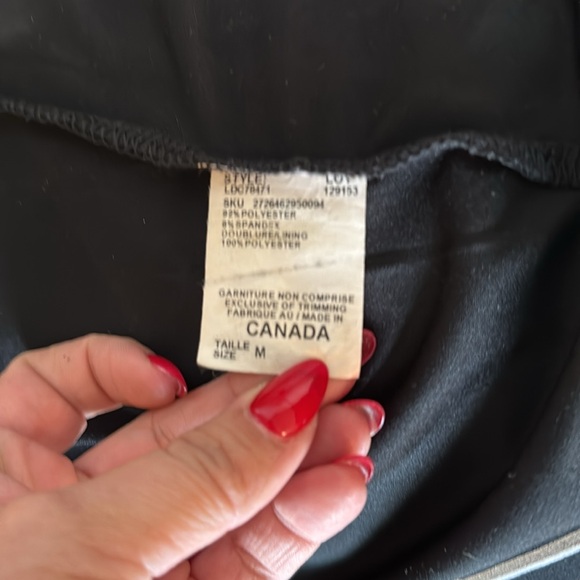 STYLE: LOT
LDC78471 129153
SKU 2726462950094
92%POLYESTER
8%SPANDEX
DOUBLURE/LINING
100%POLYESTER
GARNITURE NON COMPRISE
EXCLUSIVE OF TRIMMING
FABRIQUE AU / MADE IN
CANADA
TAILLE
SIZE M